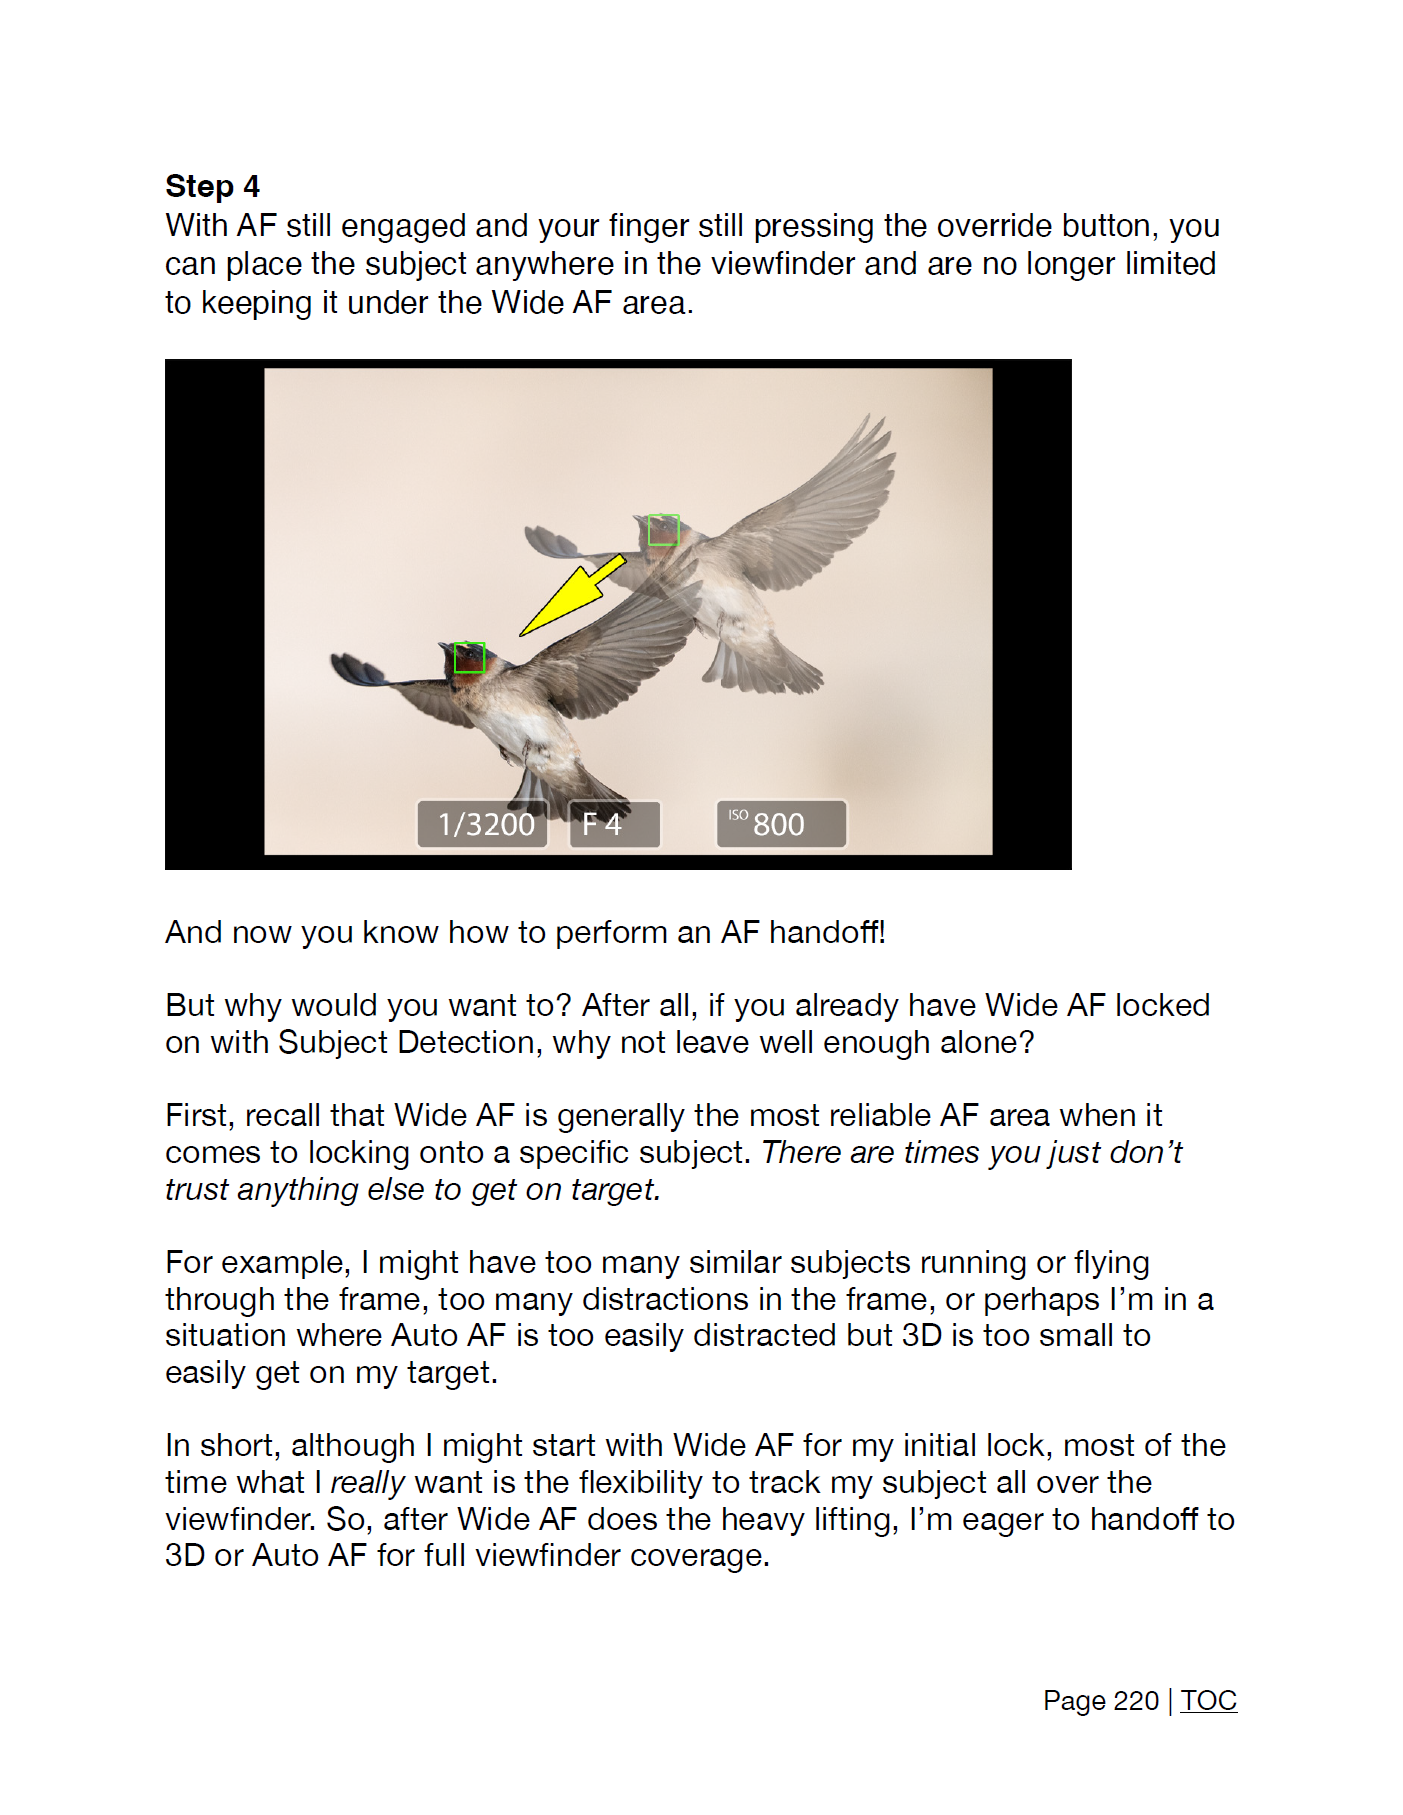 Step 4
With AF still engaged and your finger still pressing the override button, you
can place the subject anywhere in the viewfinder and are no longer limited
to keeping it under the Wide AF area.
1/3200 F 4 ISO 800
And now you know how to perform an AF handoff!
But why would you want to? After all, if you already have Wide AF locked
on with Subject Detection, why not leave well enough alone?
First, recall that Wide AF is generally the most reliable AF area when it
comes to locking onto a specific subject. There are times you just don’t
trust anything else to get on target.
For example, I might have too many similar subjects running or flying
through the frame, too many distractions in the frame, or perhaps I’m in a
situation where Auto AF is too easily distracted but 3D is too small to
easily get on my target.
In short, although I might start with Wide AF for my initial lock, most of the
time what I really want is the flexibility to track my subject all over the
viewfinder. So, after Wide AF does the heavy lifting, I’m eager to handoff to
3D or Auto AF for full viewfinder coverage.
Page 220 | TOC